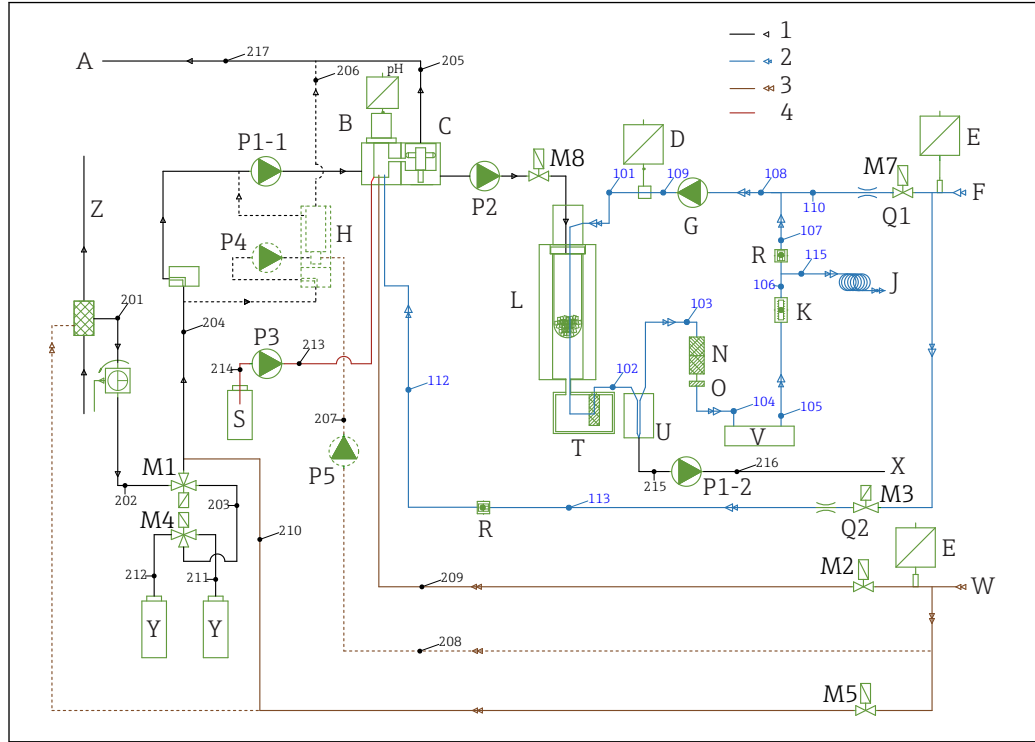 1
A
217
206
205
2
pH
3
B
C
D
E
4
P1-1
M8
M7
101
109
108
110
F
P2
G
Q1
Z
H
107
P4
R
115
106
J
L
K
201
204
103
P3
213
N
214
112
102
O
S
104
105
207
T
U
V
M1
P5
216
X
202
203
215
P1-2
M3
M4
113
210
R
Q2
E
212
211
209
M2
W
Y
Y
208
M5